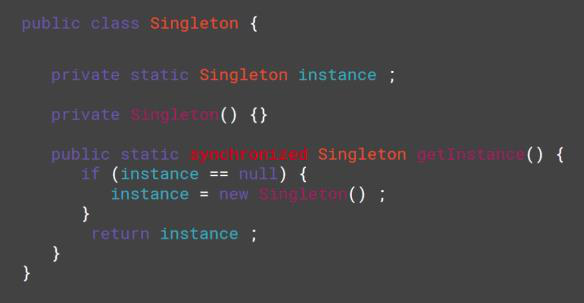 public class Singleton {
private static Singleton instance ;
private Singleton() {}
public static synchronized Singleton getInstance() {
if (instance == null) {
instance = new Singleton() ;
}
return instance ;
}
}